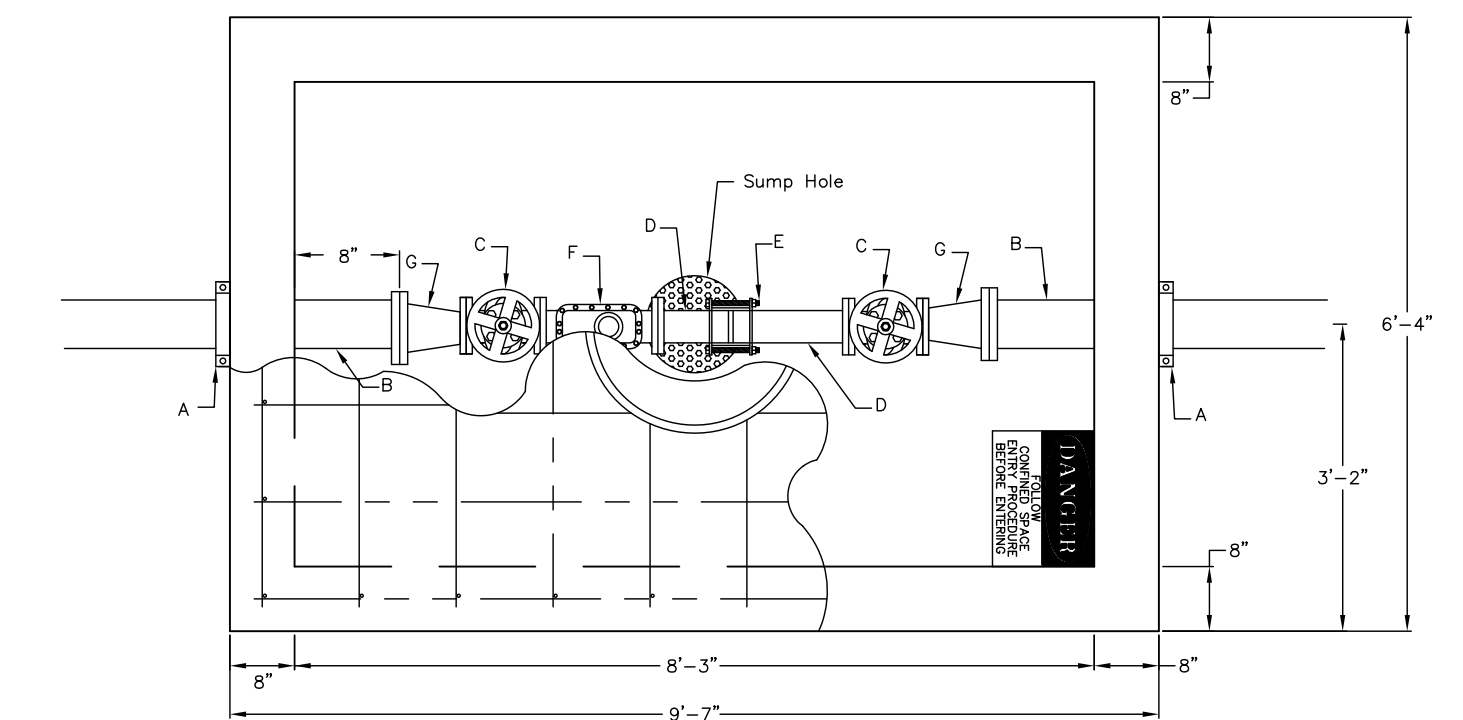 8”
Sump Hole
D
E
C
F
G
8”
C
G
B
6’-4”
B
A
D
A
DANGER
FOLLOW
CONFINED SPACE
ENTRY PROCEDURE
BEFORE ENTERING
3’-2”
8”
8”
8’-3”
8”
9’-7”